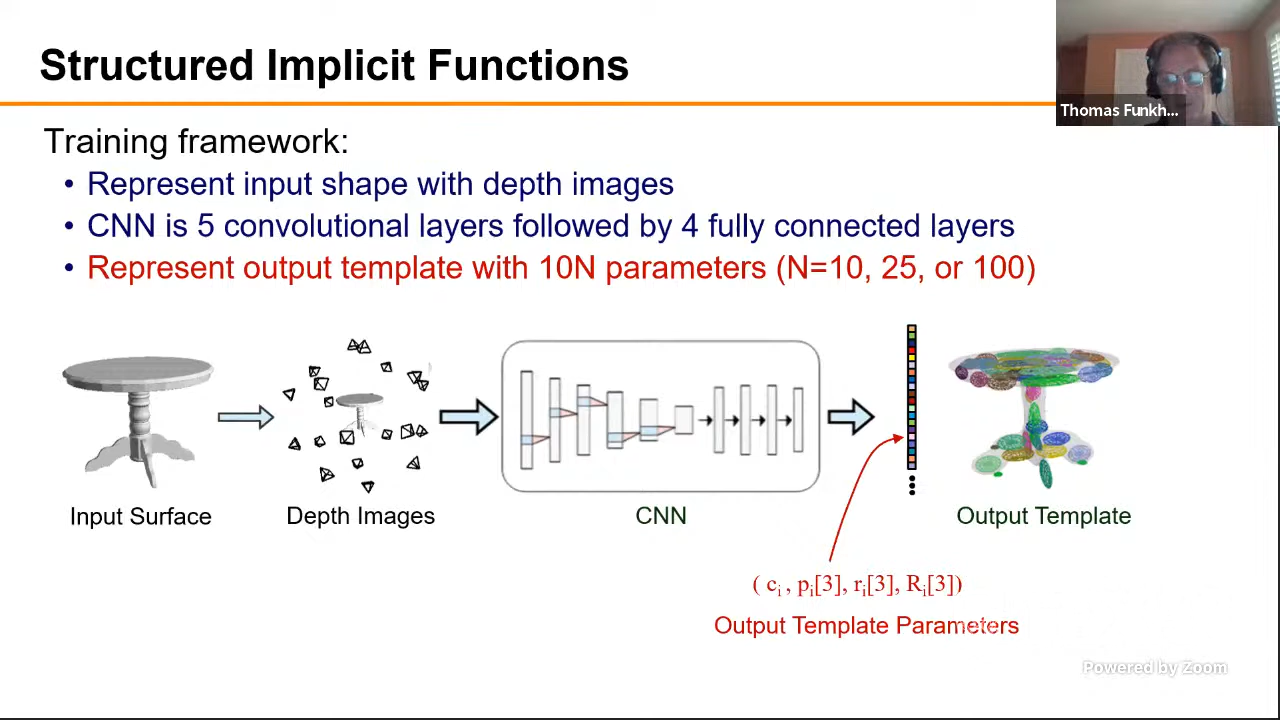 Structured Implicit Functions
Thomas Funkh...
Training framework:
• Represent input shape with depth images
• CNN is 5 convolutional layers followed by 4 fully connected layers
• Represent output template with 10N parameters (N=10, 25, or 100)
Input Surface
Depth Images
CNN
Output Template
( ci , pi[3], ri[3], Ri[3])
Output Template Parameters
Powered by Zoom